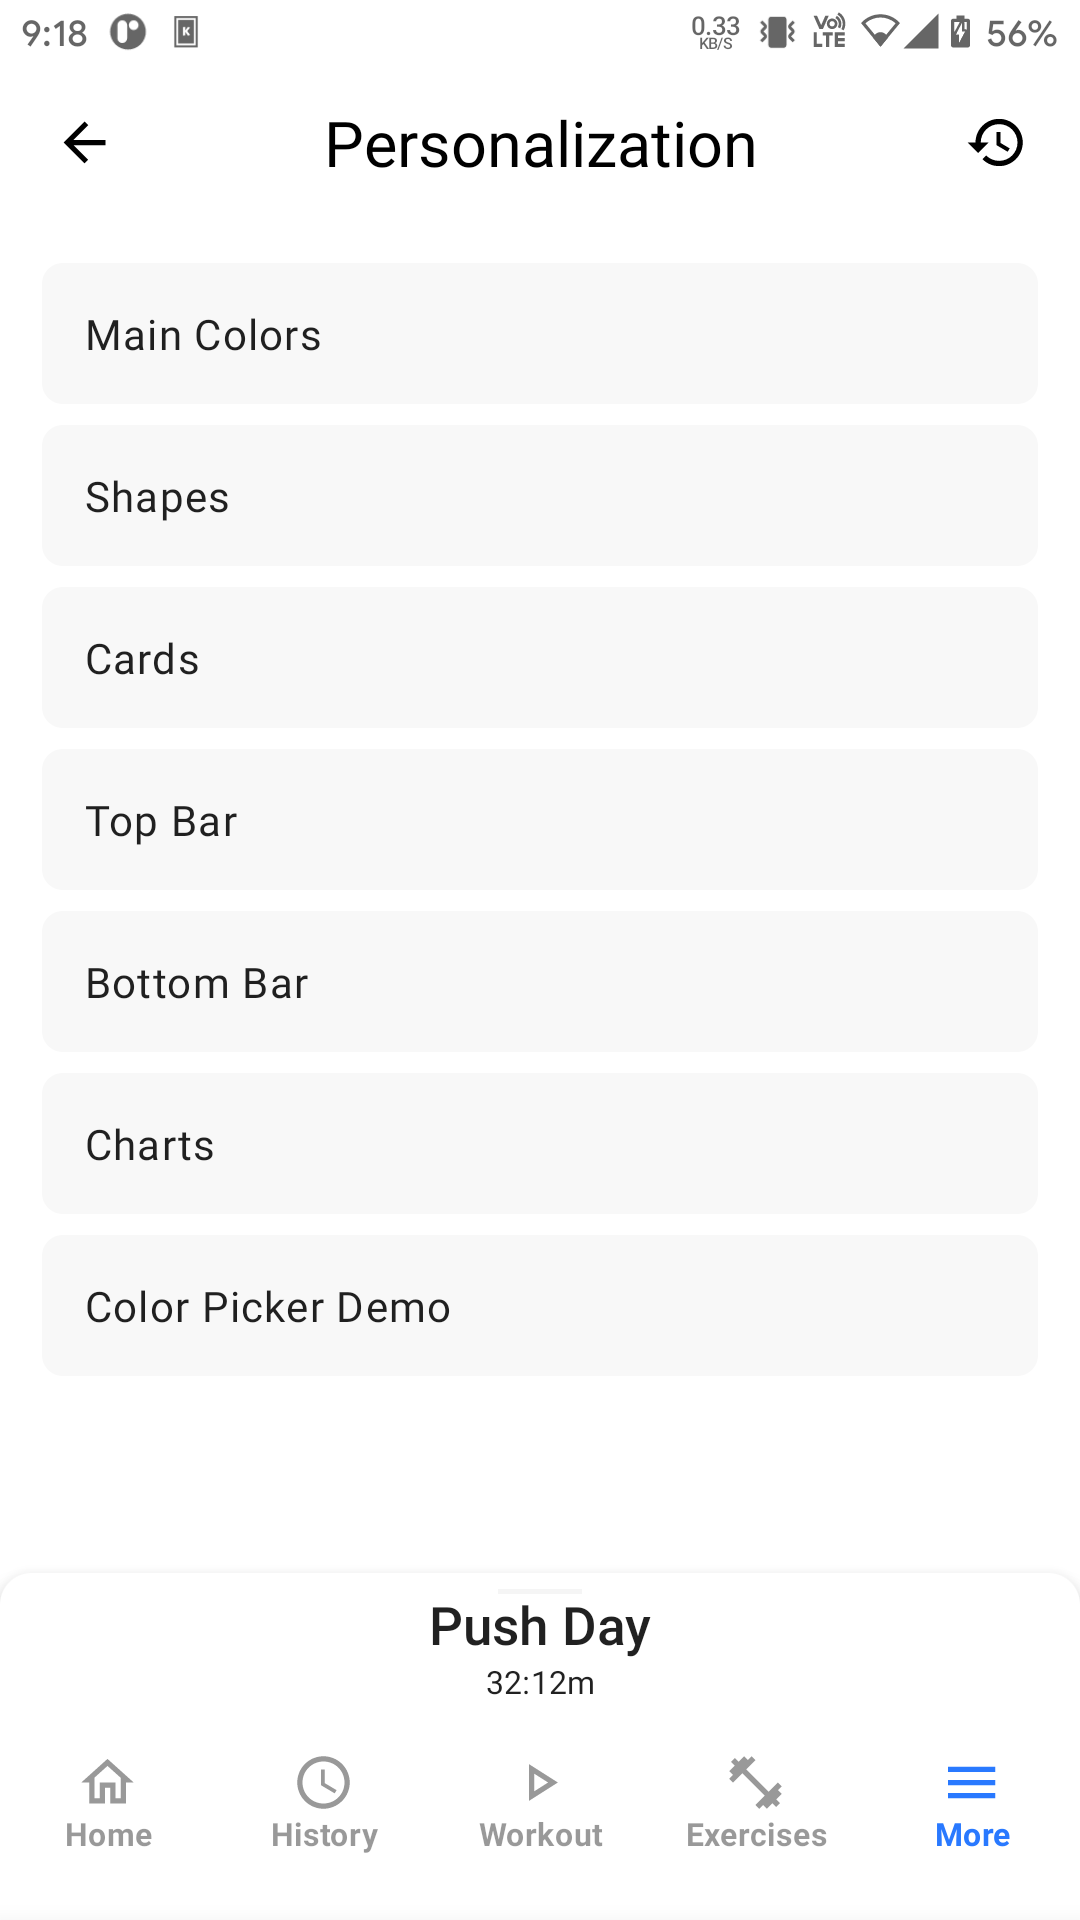 9:18 K 0.33 KB/S Vo) LTE 56%
Personalization
Main Colors
Shapes
Cards
Top Bar
Bottom Bar
Charts
Color Picker Demo
Push Day
32:12m
Home History Workout Exercises More